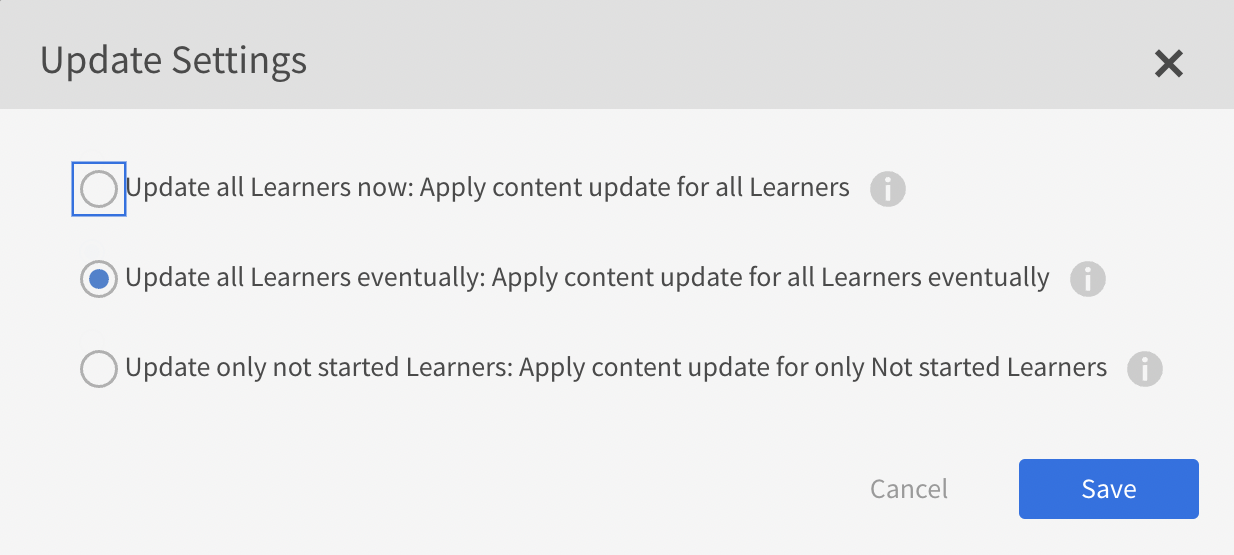 Update Settings
Update all Learners now: Apply content update for all Learners
Update all Learners eventually: Apply content update for all Learners eventually
Update only not started Learners: Apply content update for only Not started Learners
Cancel
Save